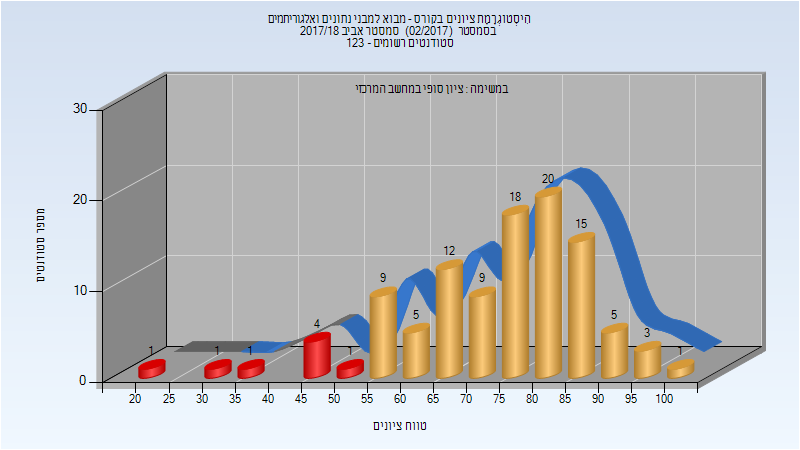 הִיסְטוֹגְרָמַת ציונים בקורס - מבוא למבני נתונים ואלגוריתמים
בסמסטר (02/2017) סמסטר אביב 2017/18
סטודנטים רשומים - 123
במשימה : ציון סופי במחשב המרכזי
מספר סטודנטים
30
20
10
0
1 1 1 4 1 9 5 12 9 18 20 15 5 3 1
20 25 30 35 40 45 50 55 60 65 70 75 80 85 90 95 100
טווח ציונים